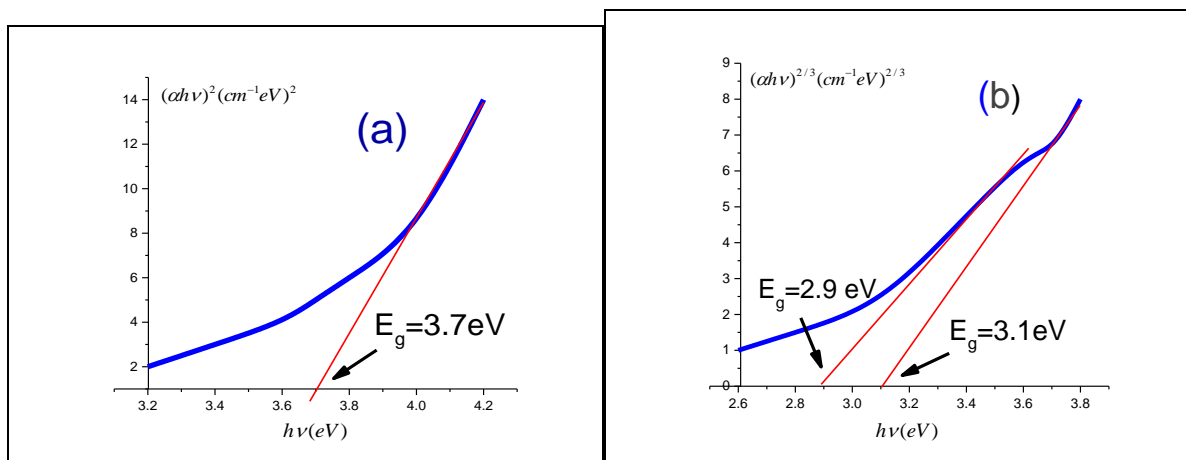 (αhν)²(cm⁻¹eV)²
(a)
14
12
10
8
6
4
2
E_g=3.7eV
3.2 3.4 3.6 3.8 4.0 4.2
hν(eV)
(αhν)^{2/3}(cm⁻¹eV)^{2/3}
(b)
9
8
7
6
5
4
3
2
1
0
E_g=2.9 eV
E_g=3.1eV
2.6 2.8 3.0 3.2 3.4 3.6 3.8
hν(eV)